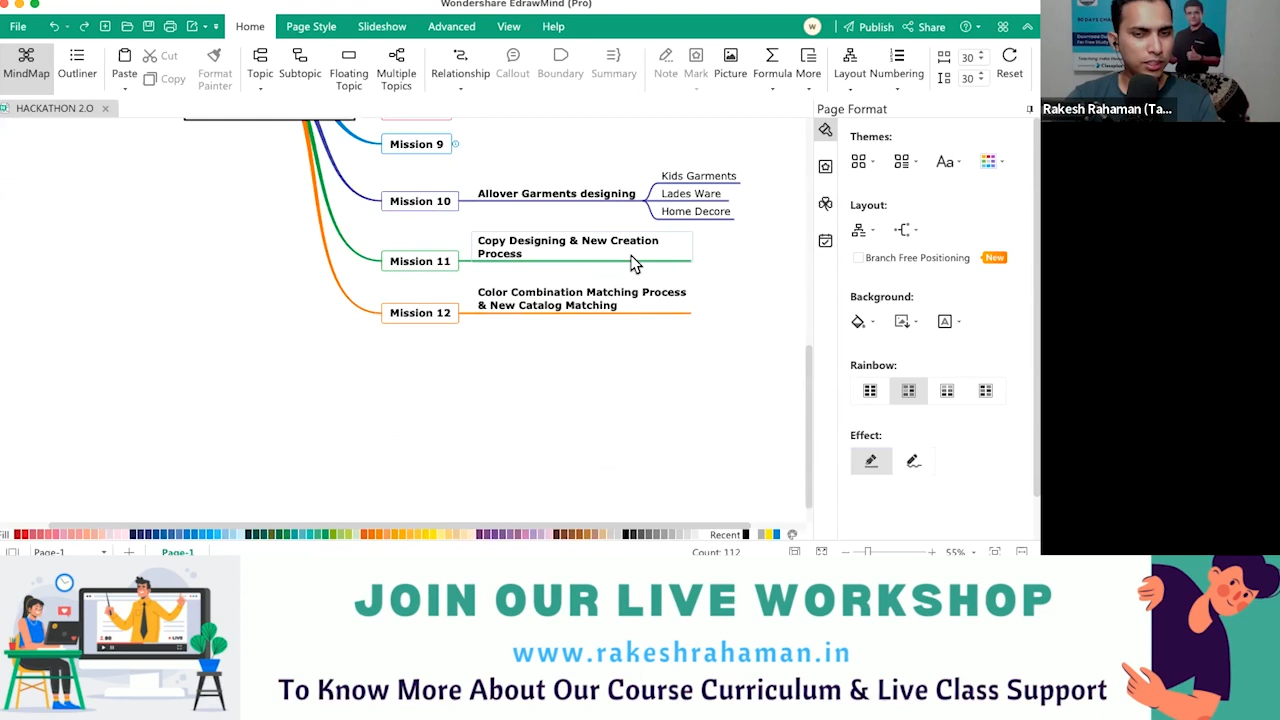 Wondershare EdrawMind (Pro)
File
Home
Page Style
Slideshow
Advanced
View
Help
W
Publish
Share
MindMap
Outliner
Paste
Cut
Copy
Format Painter
Topic
Subtopic
Floating Topic
Multiple Topics
Relationship
Callout
Boundary
Summary
Note
Mark
Picture
Formula
More
Layout
Numbering
30
30
Reset
HACKATHON 2.O
Mission 9
Mission 10
Allover Garments designing
Kids Garments
Lades Ware
Home Decore
Mission 11
Copy Designing & New Creation
Process
Mission 12
Color Combination Matching Process
& New Catalog Matching
Page Format
Themes:
Aa
Layout:
Branch Free Positioning
New
Background:
A
Rainbow:
Effect:
Fill
Recent
Page-1
Page-1
Count: 112
55%
Rakesh Rahaman (Ta...
90 DAYS
JOIN OUR LIVE WORKSHOP
www.rakeshrahaman.in
To Know More About Our Course Curriculum & Live Class Support
LIVE